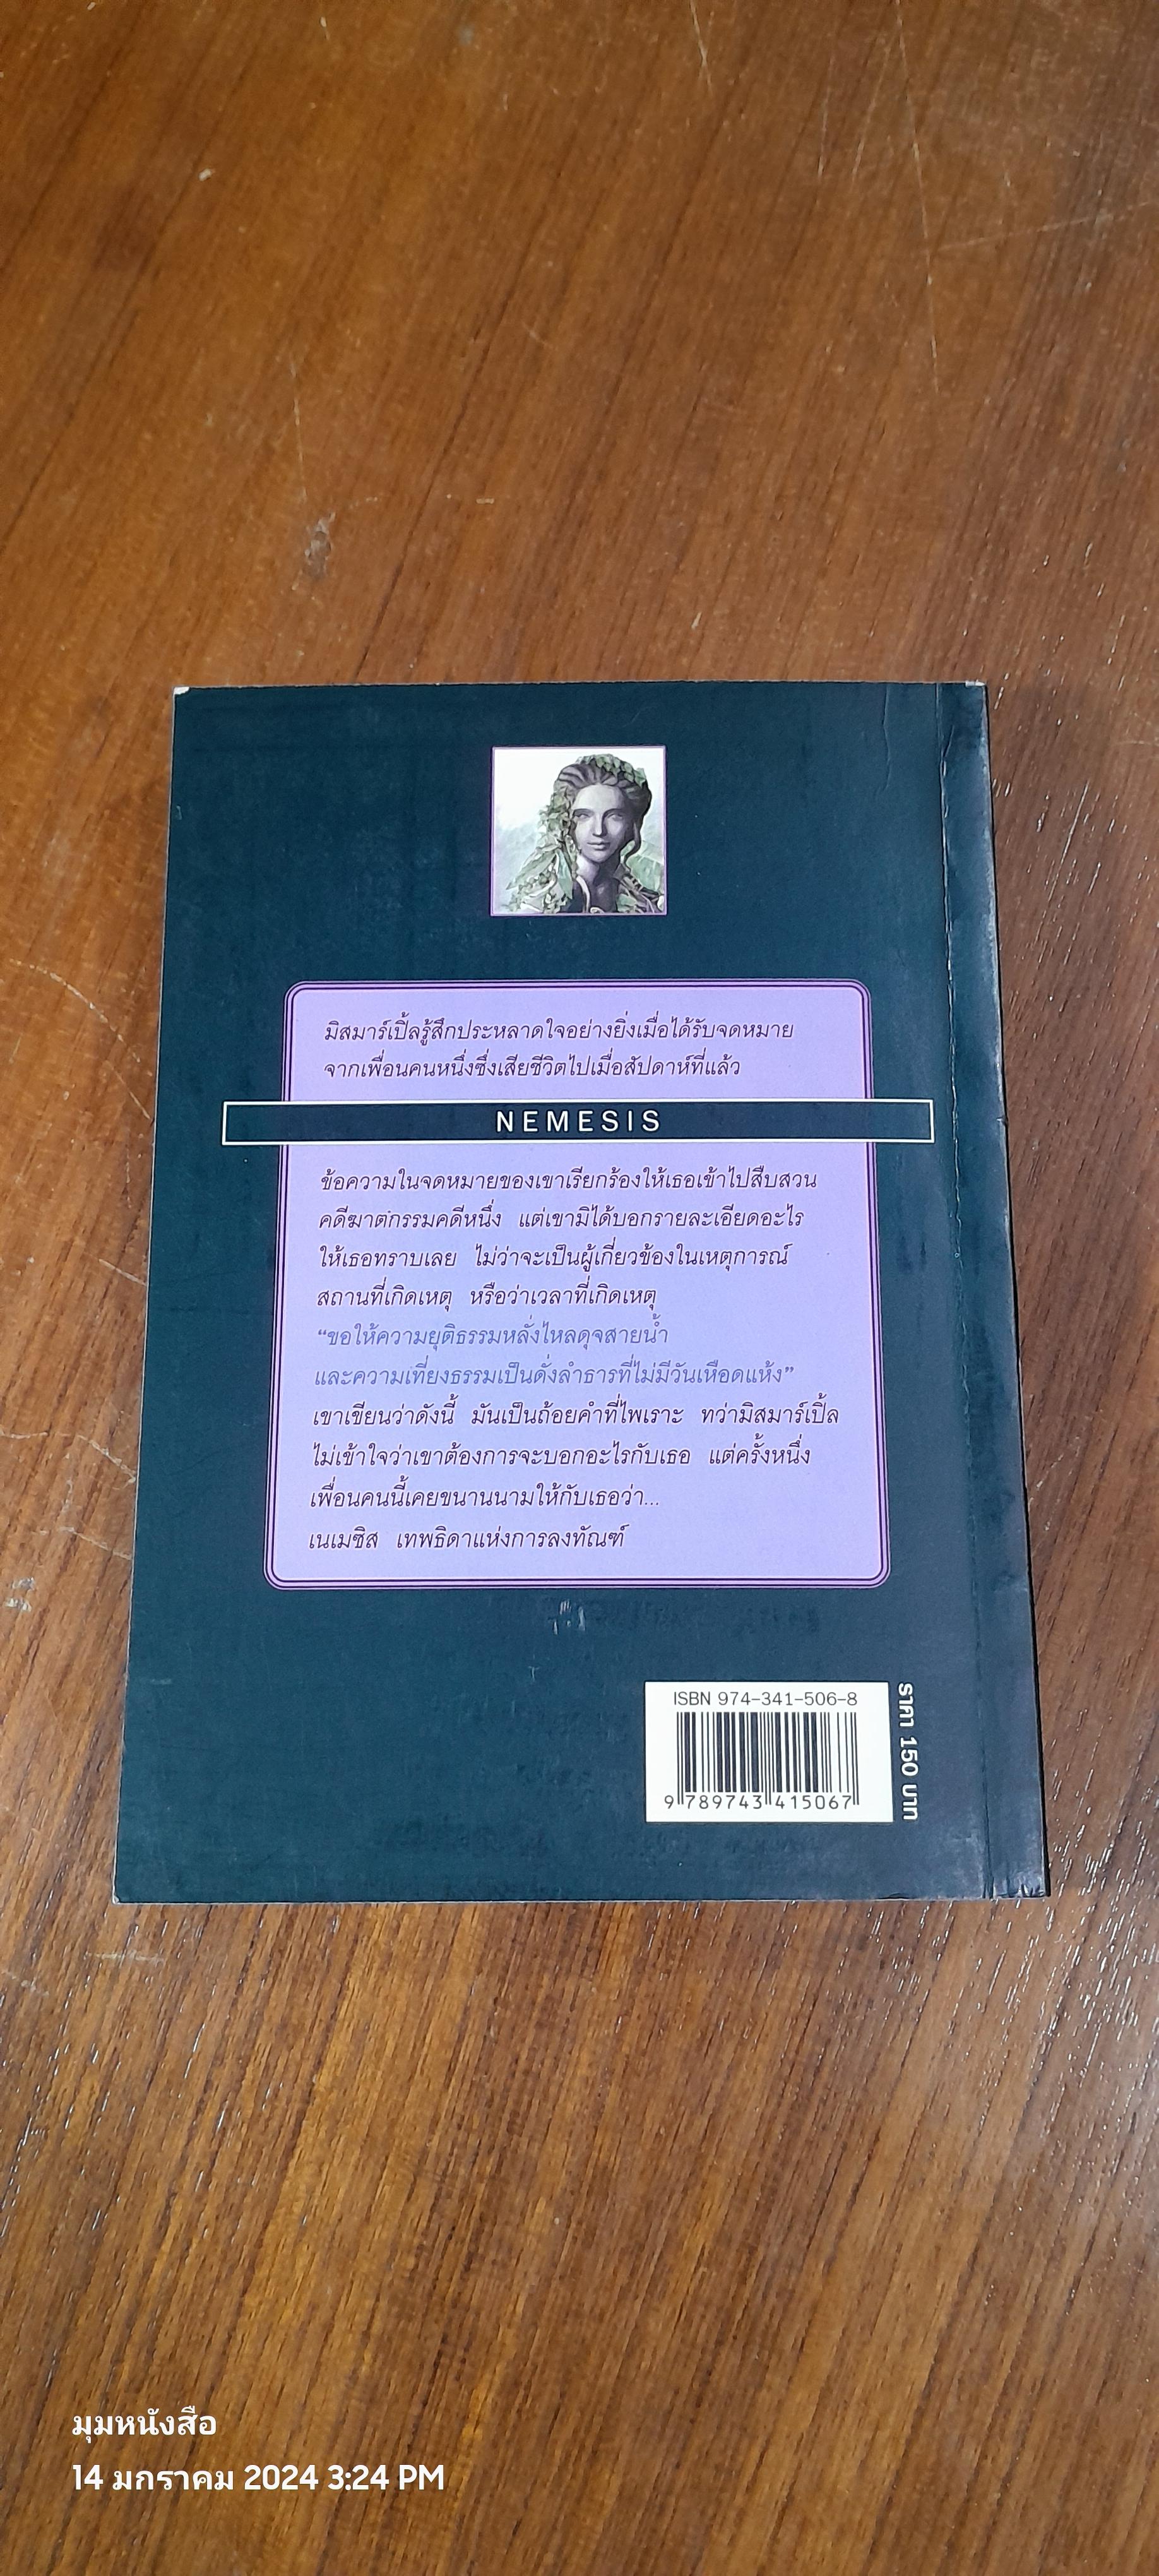 มิสมาร์เปิ้ลรู้สึกประหลาดใจอย่างยิ่งเมื่อได้รับจดหมาย
จากเพื่อนคนหนึ่งซึ่งเสียชีวิตไปเมื่อสัปดาห์ที่แล้ว
NEMESIS
ข้อความในจดหมายของเขาเรียกร้องให้เธอเข้าไปสืบสวน
คดีฆาตกรรมคดีหนึ่ง แต่เขามิได้บอกรายละเอียดอะไร
ให้เธอทราบเลย ไม่ว่าจะเป็นผู้เกี่ยวข้องในเหตุการณ์
สถานที่เกิดเหตุ หรือว่าเวลาที่เกิดเหตุ
“ขอให้ความยุติธรรมหลั่งไหลดุจสายน้ำ
และความเที่ยงธรรมเป็นดั่งลำธารที่ไม่มีวันเหือดแห้ง”
เขาเขียนว่าดังนี้ มันเป็นถ้อยคำที่ไพเราะ ทว่ามิสมาร์เปิ้ล
ไม่เข้าใจว่าเขาต้องการจะบอกอะไรกับเธอ แต่ครั้งหนึ่ง
เพื่อนคนนี้เคยขนานนามให้กับเธอว่า...
เนเมซิส เทพธิดาแห่งการลงทัณฑ์
ISBN 974-341-506-8
9 789743 415067
ราคา 150 บาท
มุมหนังสือ
14 มกราคม 2024 3:24 PM